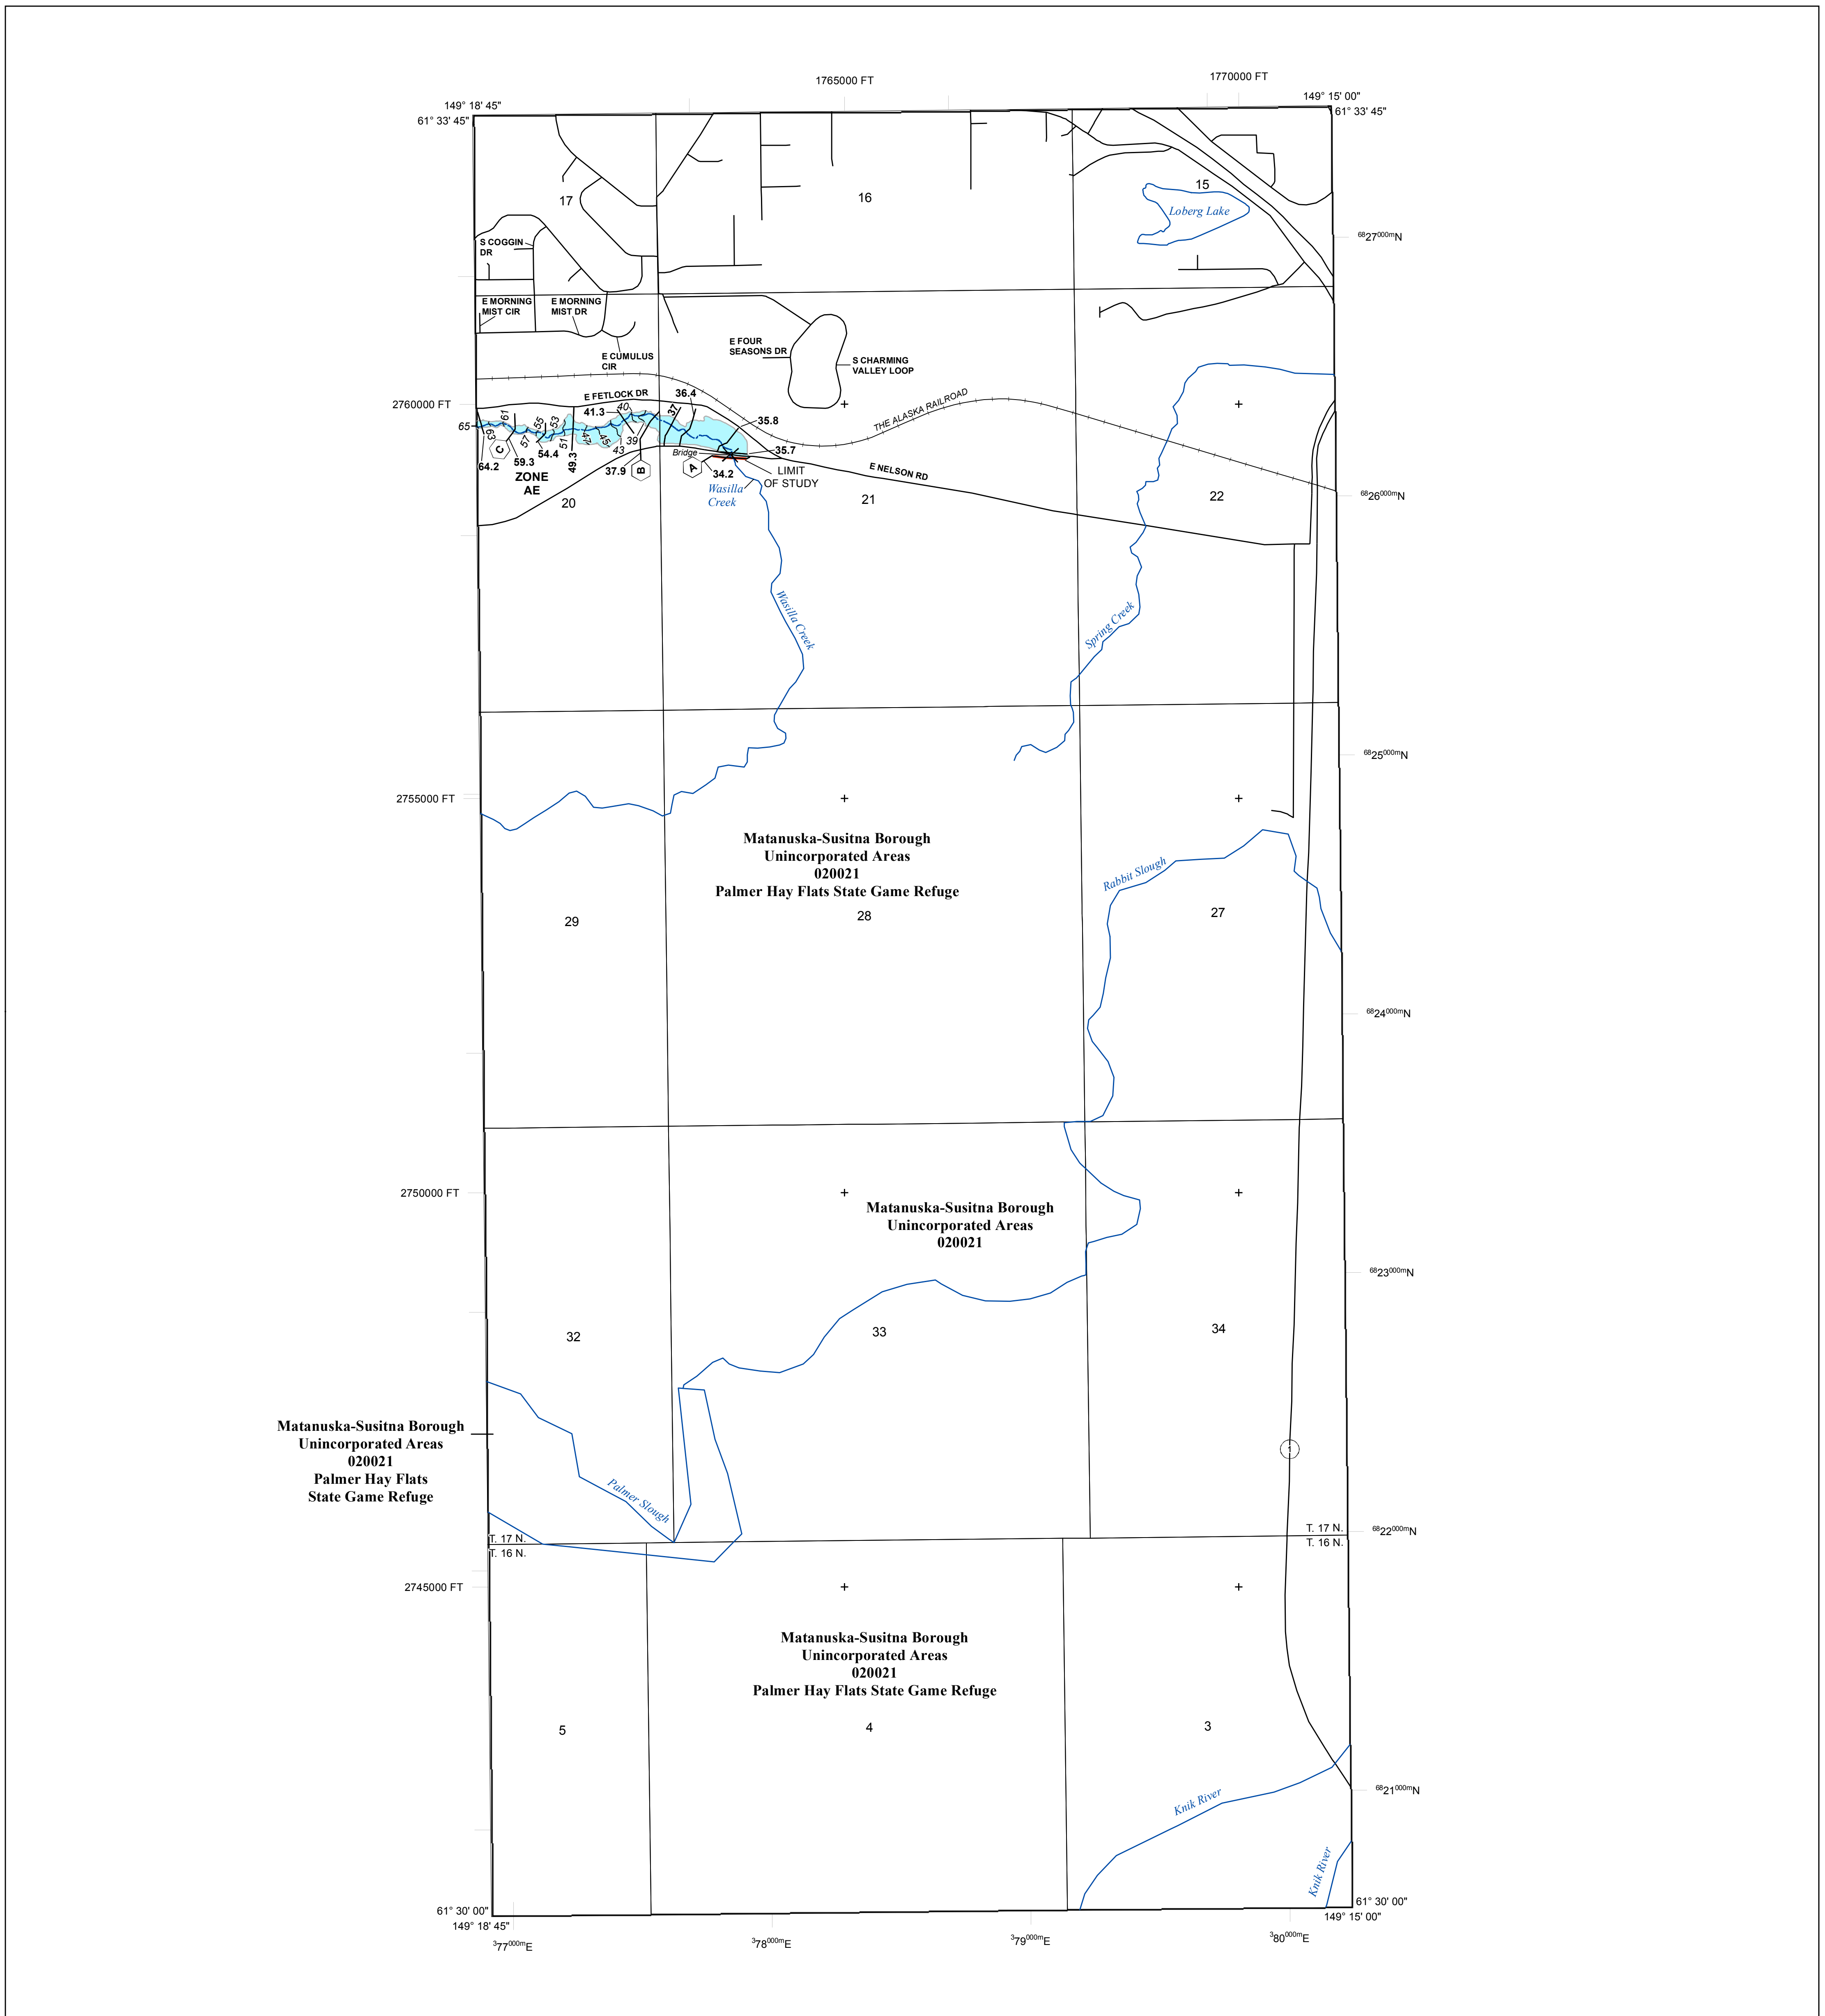 1765000 FT
1770000 FT
149° 18' 45"
149° 15' 00"
61° 33' 45"
61° 33' 45"
17
16
15
Loberg Lake
6827000mN
S COGGIN
DR
E MORNING
MIST CIR
E MORNING
MIST DR
E CUMULUS
CIR
E FOUR
SEASONS DR
S CHARMING
VALLEY LOOP
THE ALASKA RAILROAD
2760000 FT
E FETLOCK DR
36.4
41.3
40
37
35.8
65
63
61
55
53
57
51
47
45
43
39
C
64.2
59.3
54.4
49.3
37.9
B
A
34.2
Bridge
35.7
LIMIT
OF STUDY
ZONE
AE
Wasilla
Creek
E NELSON RD
20
21
22
6826000mN
Wasilla Creek
Spring Creek
6825000mN
2755000 FT
Matanuska-Susitna Borough
Unincorporated Areas
020021
Palmer Hay Flats State Game Refuge
Rabbit Slough
29
28
27
6824000mN
2750000 FT
Matanuska-Susitna Borough
Unincorporated Areas
020021
6823000mN
32
33
34
Matanuska-Susitna Borough
Unincorporated Areas
020021
Palmer Hay Flats
State Game Refuge
1
Palmer Slough
T. 17 N.
T. 16 N.
T. 17 N.
T. 16 N.
6822000mN
2745000 FT
Matanuska-Susitna Borough
Unincorporated Areas
020021
Palmer Hay Flats State Game Refuge
5
4
3
6821000mN
Knik River
Knik River
61° 30' 00"
149° 18' 45"
61° 30' 00"
149° 15' 00"
377000mE
378000mE
379000mE
380000mE